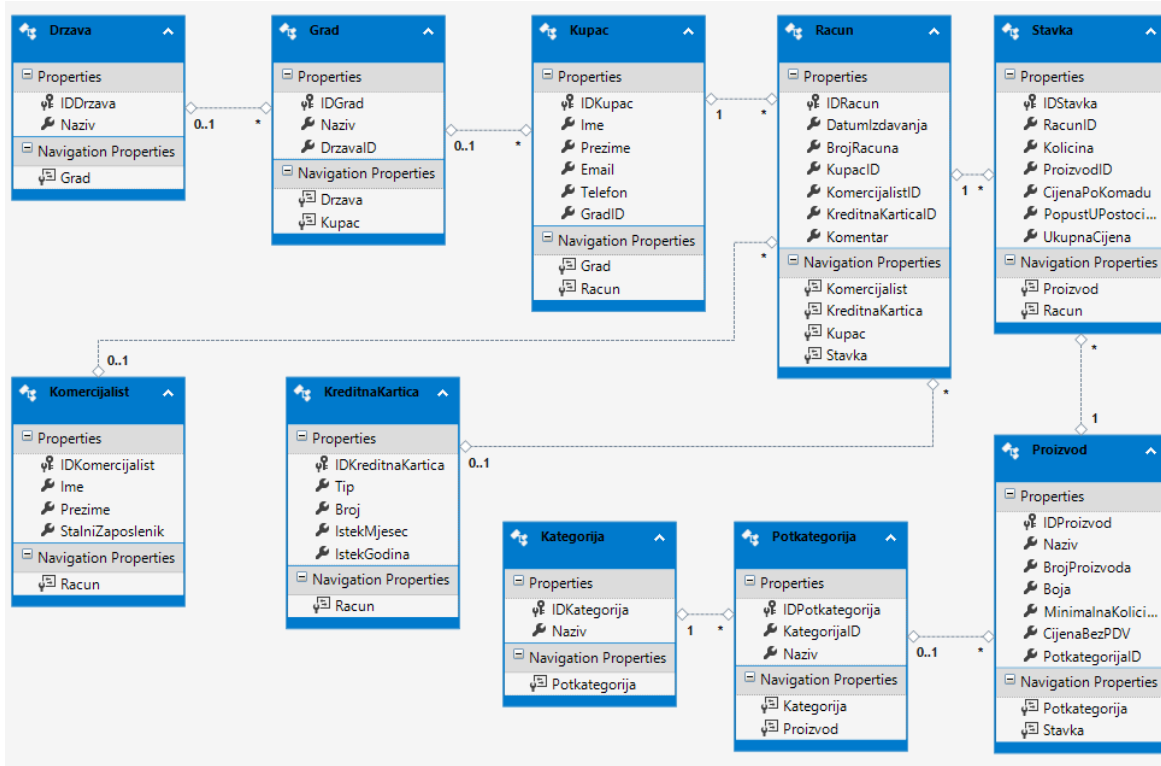 Drzava
Properties
IDDrzava
Naziv
Navigation Properties
Grad
0..1
*
Grad
Properties
IDGrad
Naziv
DrzavaID
Navigation Properties
Drzava
Kupac
0..1
*
Kupac
Properties
IDKupac
Ime
Prezime
Email
Telefon
GradID
Navigation Properties
Grad
Racun
1
*
Racun
Properties
IDRacun
DatumIzdavanja
BrojRacuna
KupacID
KomercijalistID
KreditnaKarticaID
Komentar
Navigation Properties
Komercijalist
KreditnaKartica
Kupac
Stavka
1
*
Stavka
Properties
IDStavka
RacunID
Kolicina
ProizvodID
CijenaPoKomadu
PopustUPostoci...
UkupnaCijena
Navigation Properties
Proizvod
Racun
*
0..1
*
*
1
Komercijalist
Properties
IDKomercijalist
Ime
Prezime
StalniZaposlenik
Navigation Properties
Racun
KreditnaKartica
Properties
IDKreditnaKartica
Tip
Broj
IstekMjesec
IstekGodina
Navigation Properties
Racun
0..1
Kategorija
Properties
IDKategorija
Naziv
Navigation Properties
Potkategorija
1
*
Potkategorija
Properties
IDPotkategorija
KategorijaID
Naziv
Navigation Properties
Kategorija
Proizvod
0..1
*
Proizvod
Properties
IDProizvod
Naziv
BrojProizvoda
Boja
MinimalnaKolici...
CijenaBezPDV
PotkategorijaID
Navigation Properties
Potkategorija
Stavka